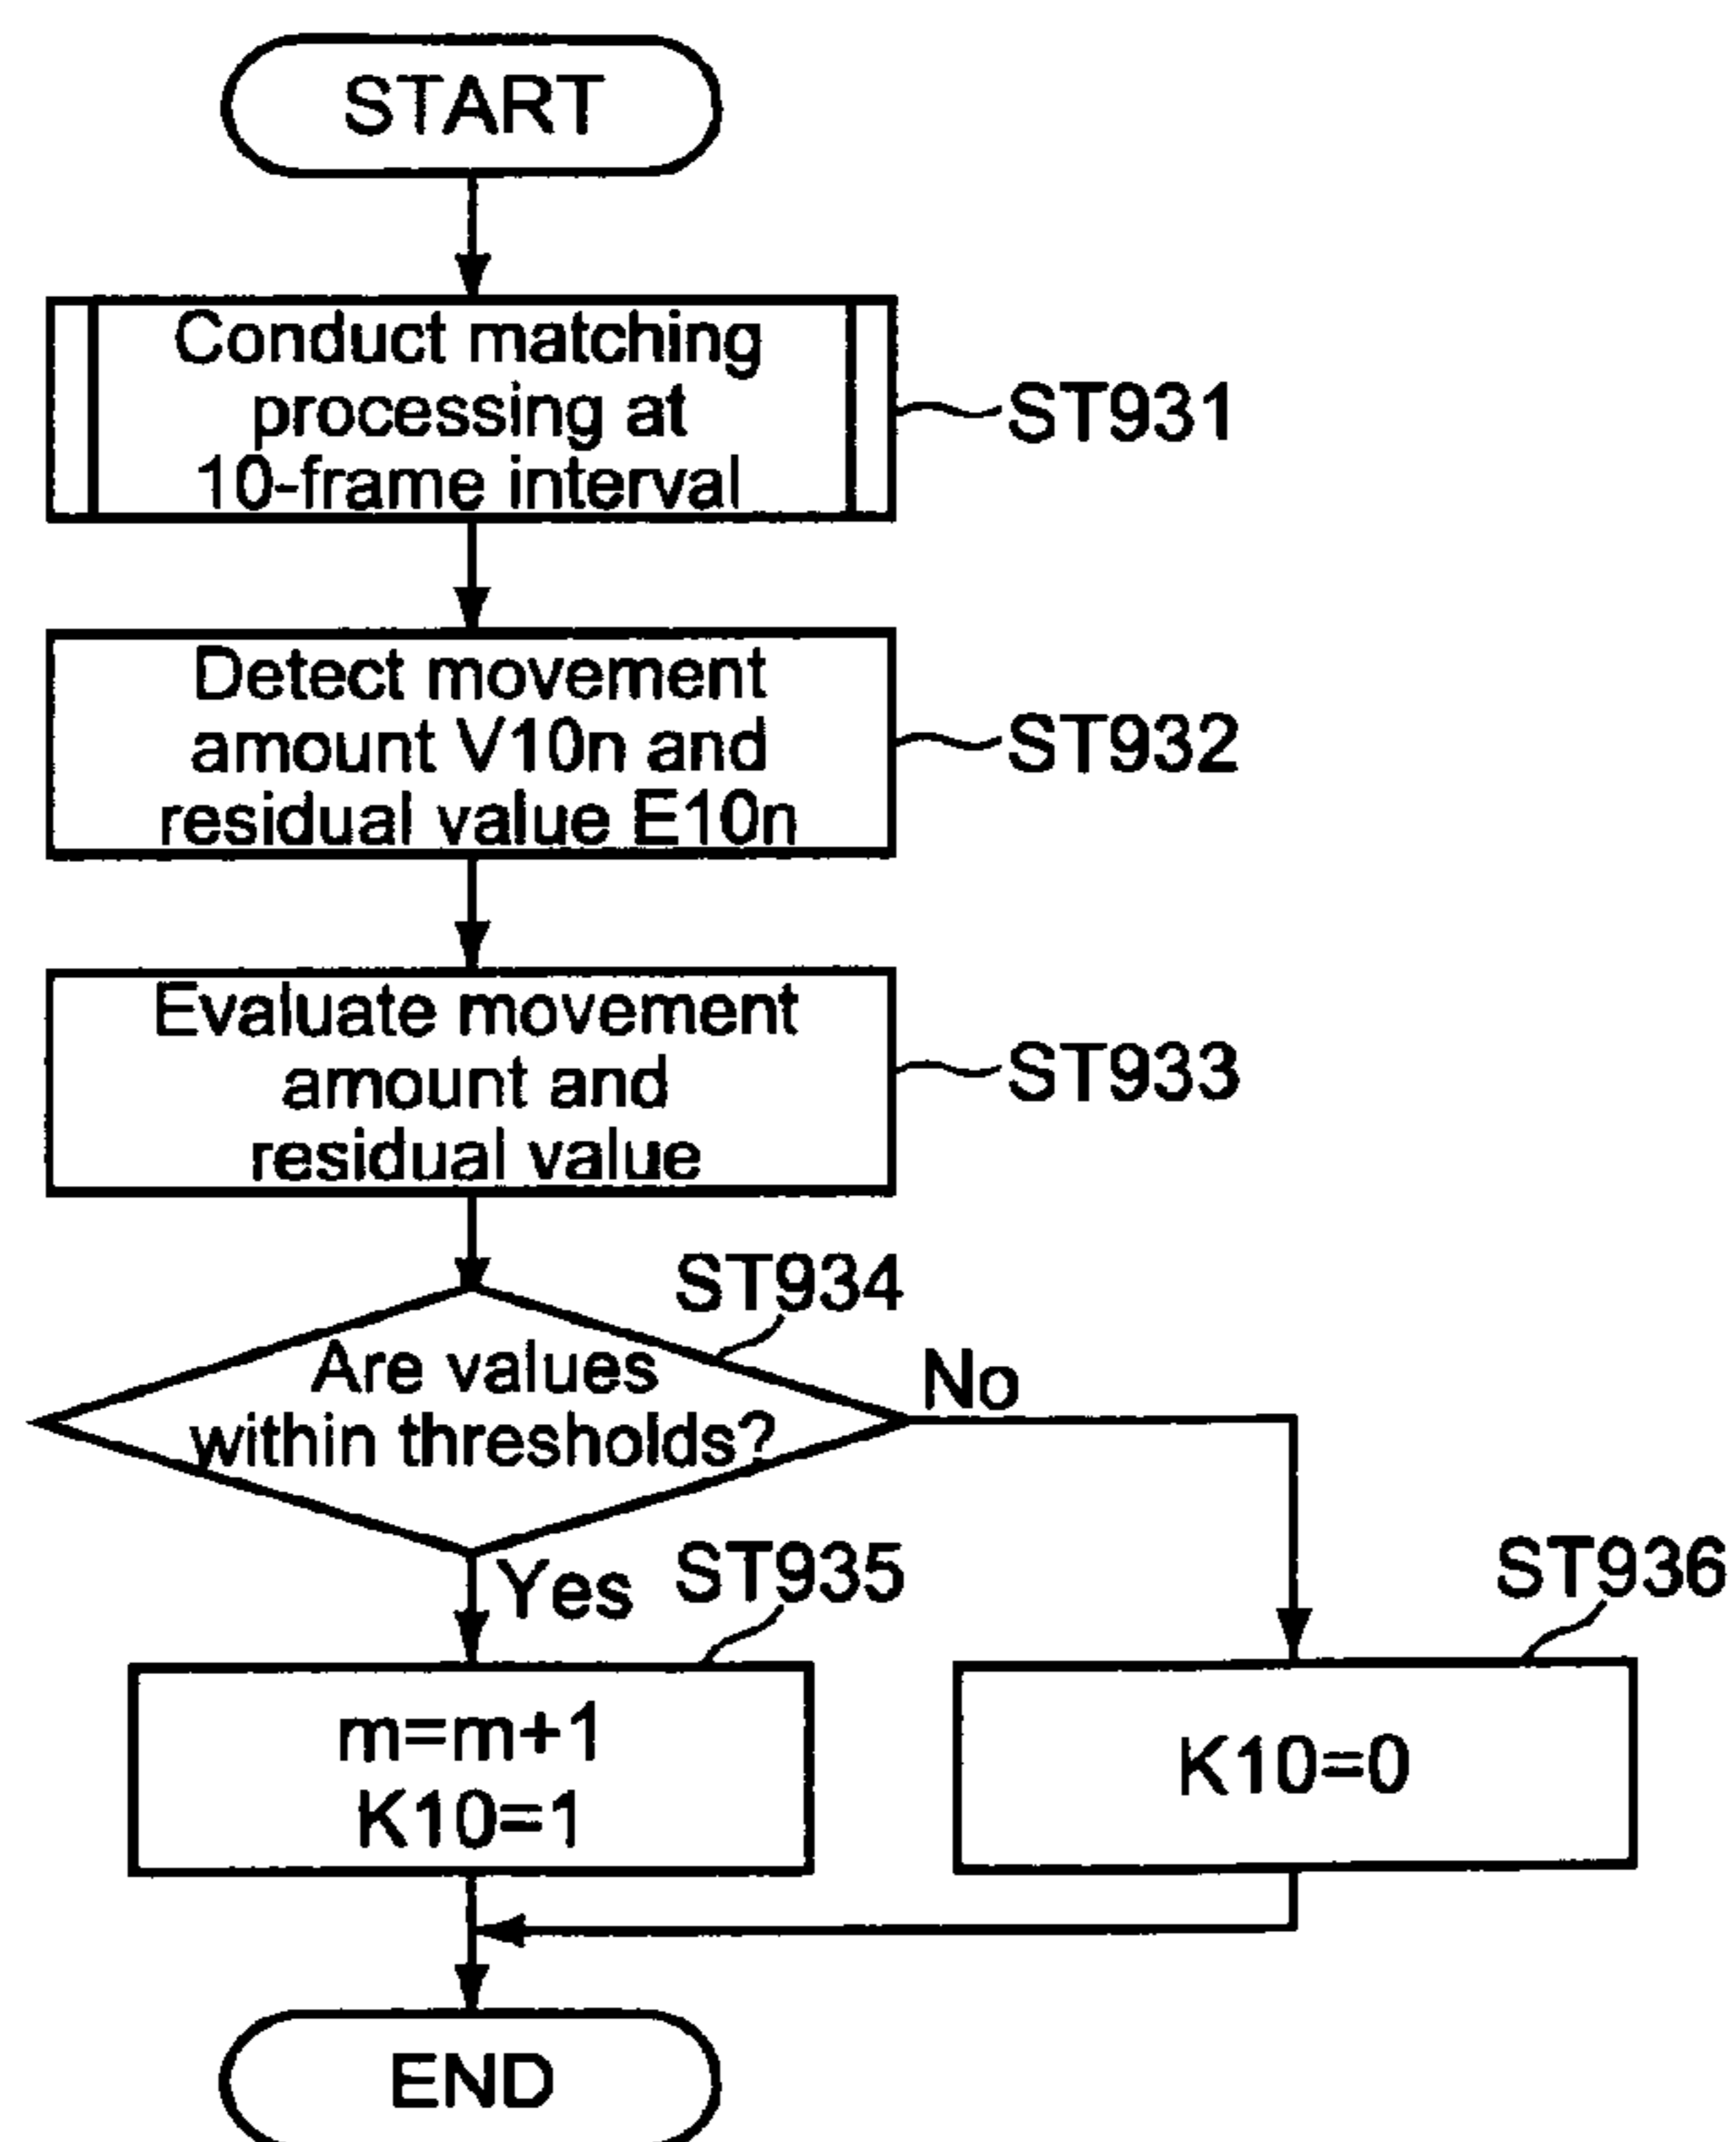 START
Conduct matching
processing at
10-frame interval
ST931
Detect movement
amount V10n and
residual value E10n
ST932
Evaluate movement
amount and
residual value
ST933
ST934
Are values
within thresholds?
No
Yes
ST935
ST936
m=m+1
K10=1
K10=0
END